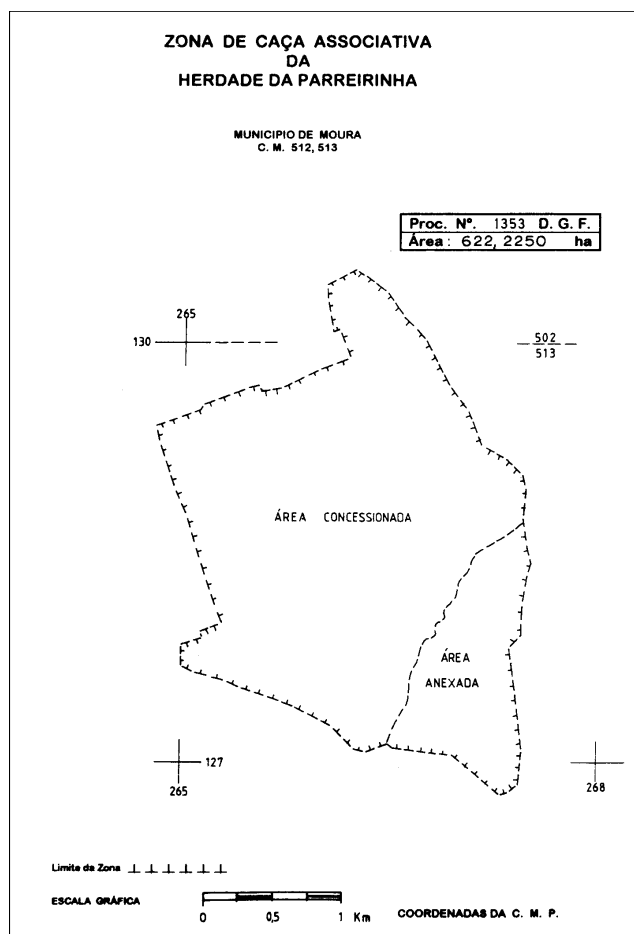 ZONA DE CAÇA ASSOCIATIVA
DA
HERDADE DA PARREIRINHA
MUNICIPIO DE MOURA
C. M. 512, 513
Proc. Nº. 1353 D. G. F.
Área: 622, 2250 ha
265
130
502
513
ÁREA CONCESSIONADA
ÁREA
ANEXADA
127
265
268
Limite da Zona
ESCALA GRÁFICA
0 0,5 1 Km
COORDENADAS DA C. M. P.